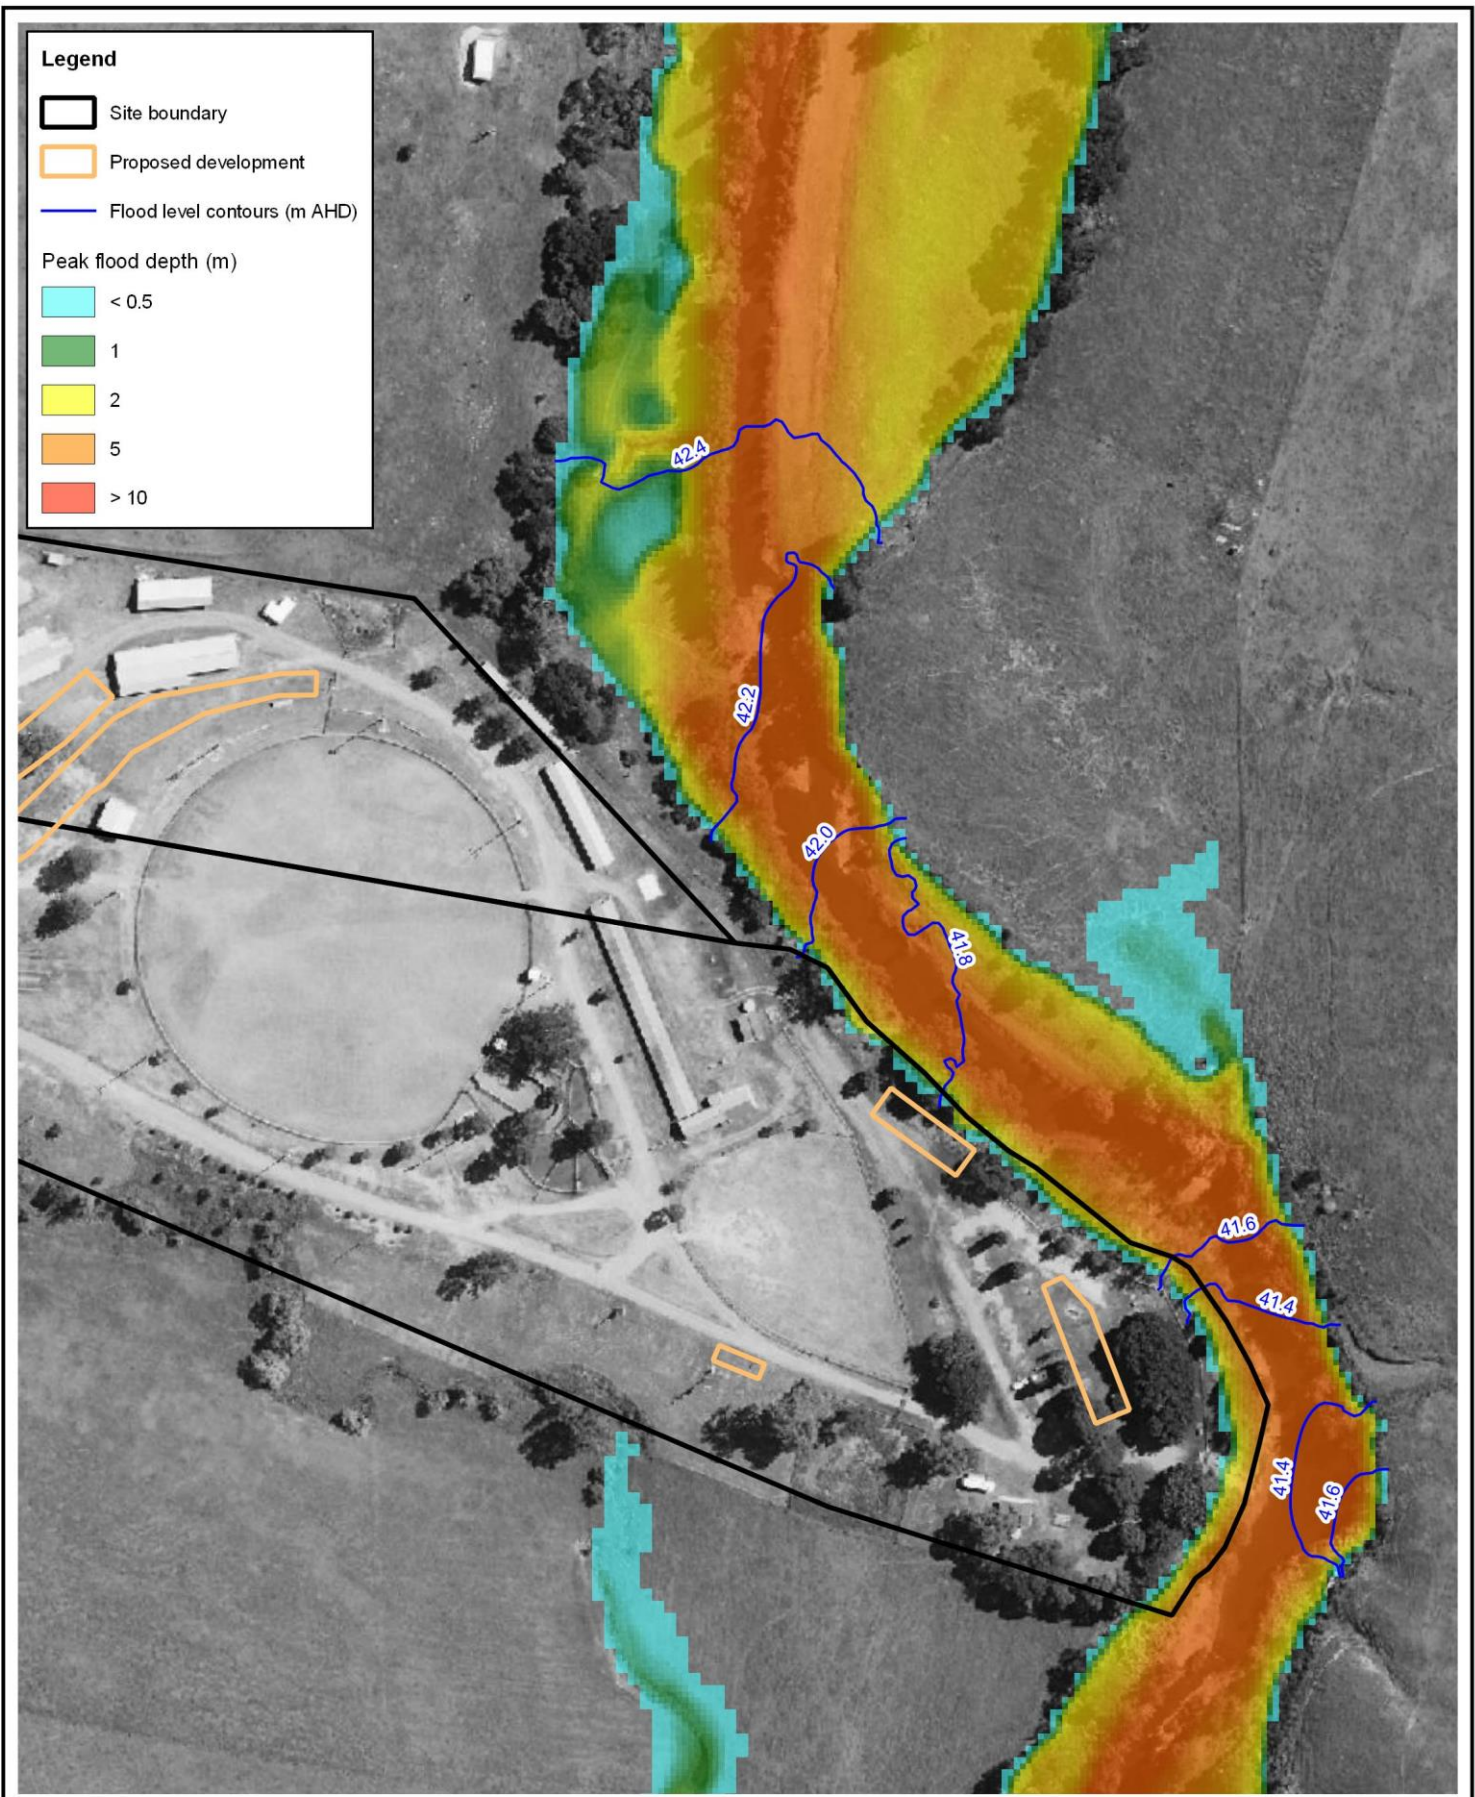 Legend
Site boundary
Proposed development
Flood level contours (m AHD)
Peak flood depth (m)
< 0.5
1
2
5
> 10
42.4
42.2
42.0
41.8
41.6
41.4
41.4
41.6